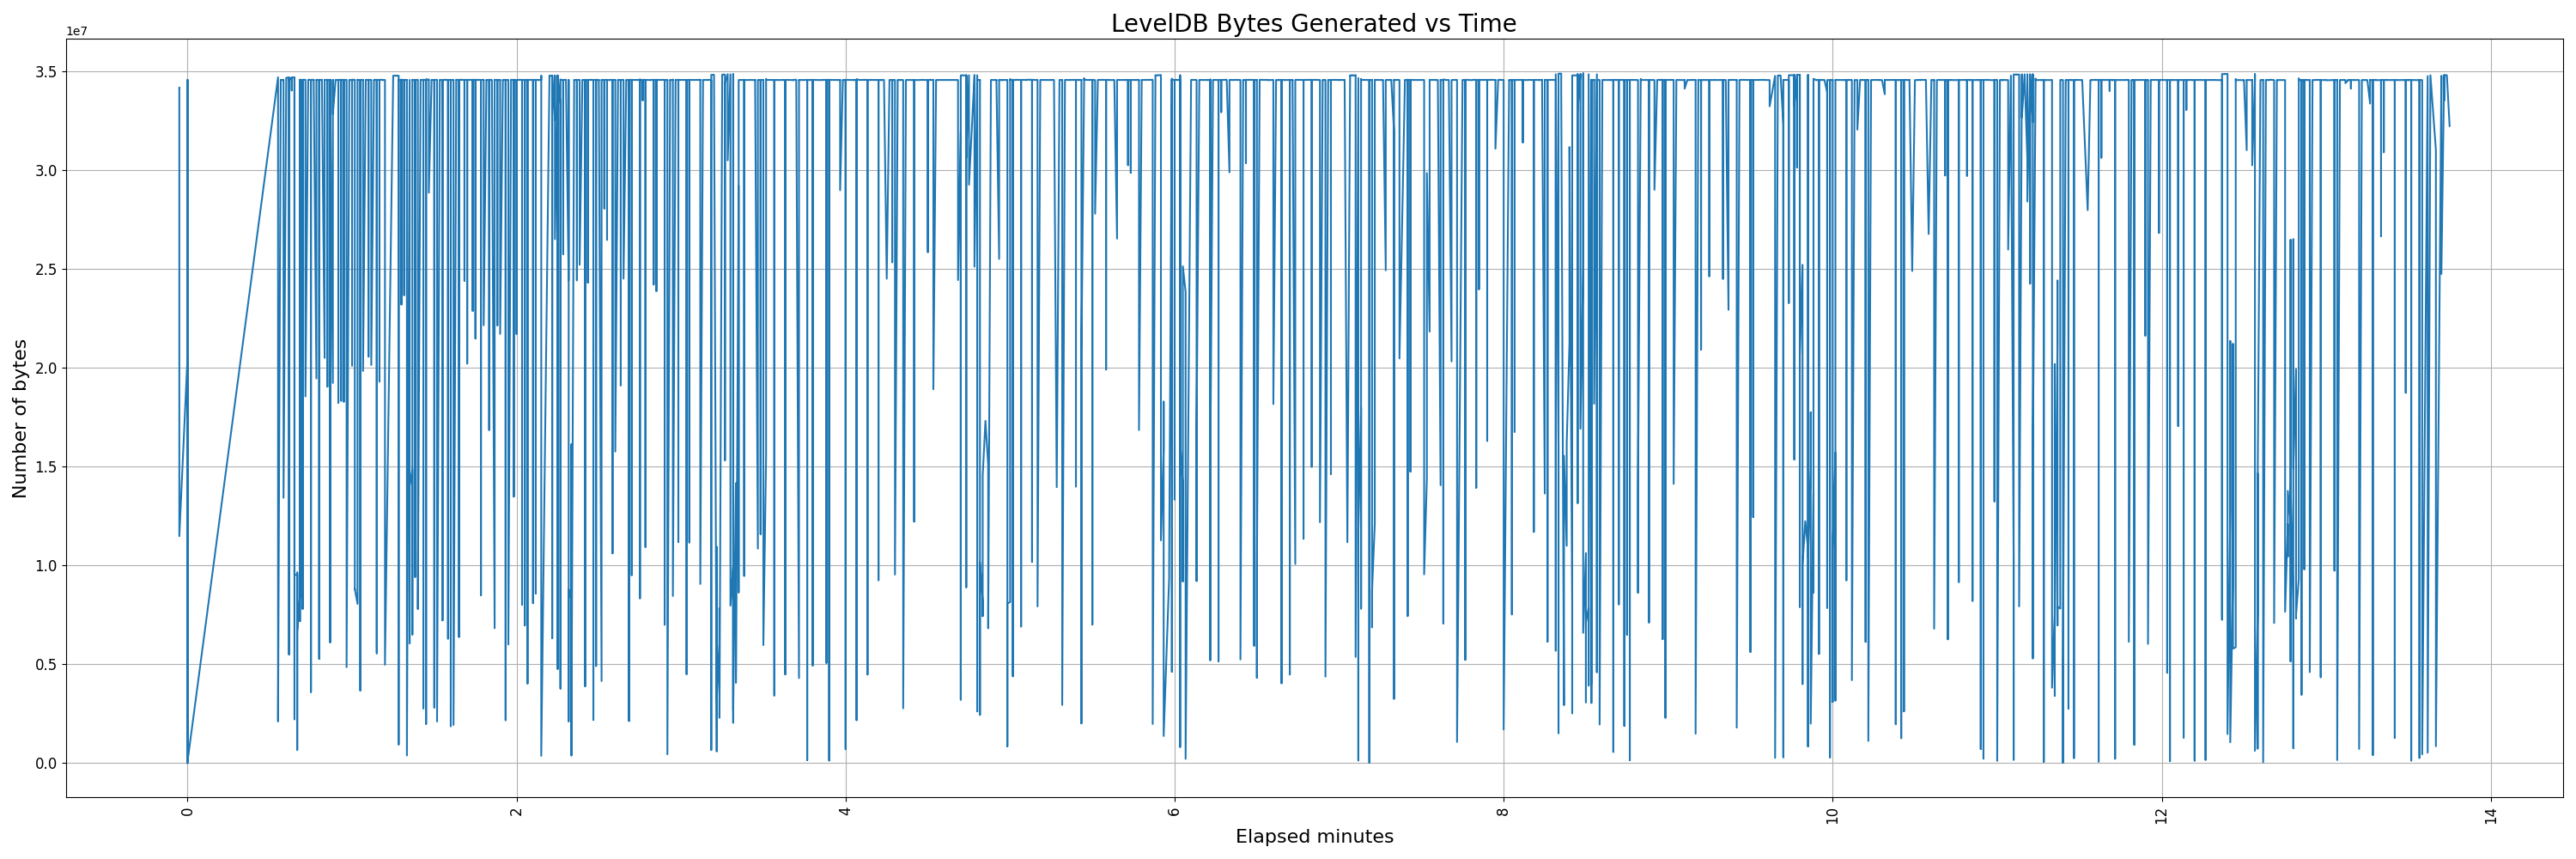 LevelDB Bytes Generated vs Time
1e7
3.5
3.0
2.5
2.0
1.5
1.0
0.5
0.0
Number of bytes
0 2 4 6 8 10 12 14
Elapsed minutes